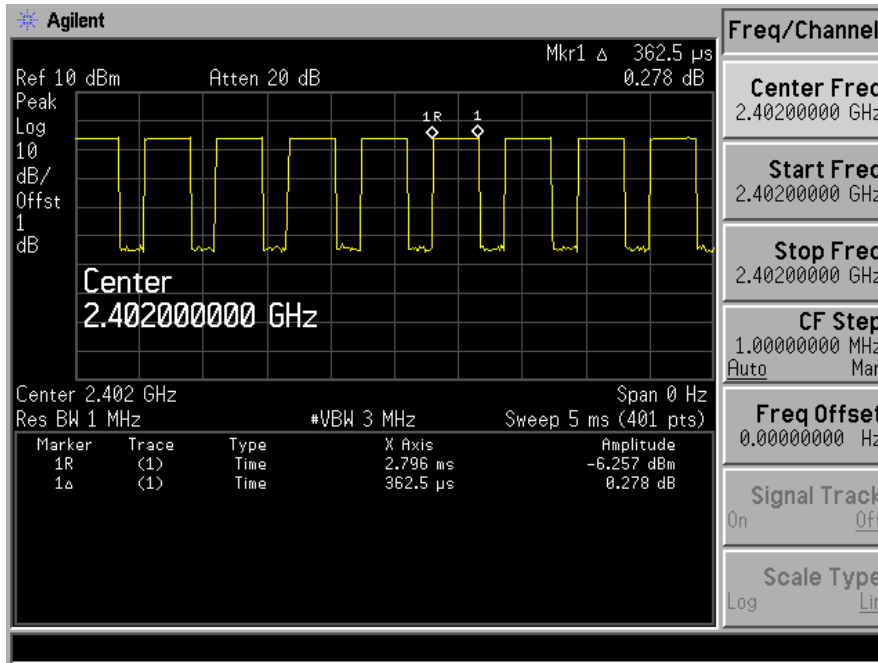 Agilent
Mkr1 Δ 362.5 µs
Ref 10 dBm Atten 20 dB 0.278 dB
Peak
Log
10
dB/
Offst
1
dB
1R 1
Center
2.402000000 GHz
Center 2.402 GHz Span 0 Hz
Res BW 1 MHz #VBW 3 MHz Sweep 5 ms (401 pts)
Marker Trace Type X Axis Amplitude
1R (1) Time 2.796 ms -6.257 dBm
1Δ (1) Time 362.5 µs 0.278 dB
Freq/Channel
Center Freq
2.40200000 GHz
Start Freq
2.40200000 GHz
Stop Freq
2.40200000 GHz
CF Step
1.00000000 MHz
Auto Man
Freq Offset
0.00000000 Hz
Signal Track
On Off
Scale Type
Log Lin